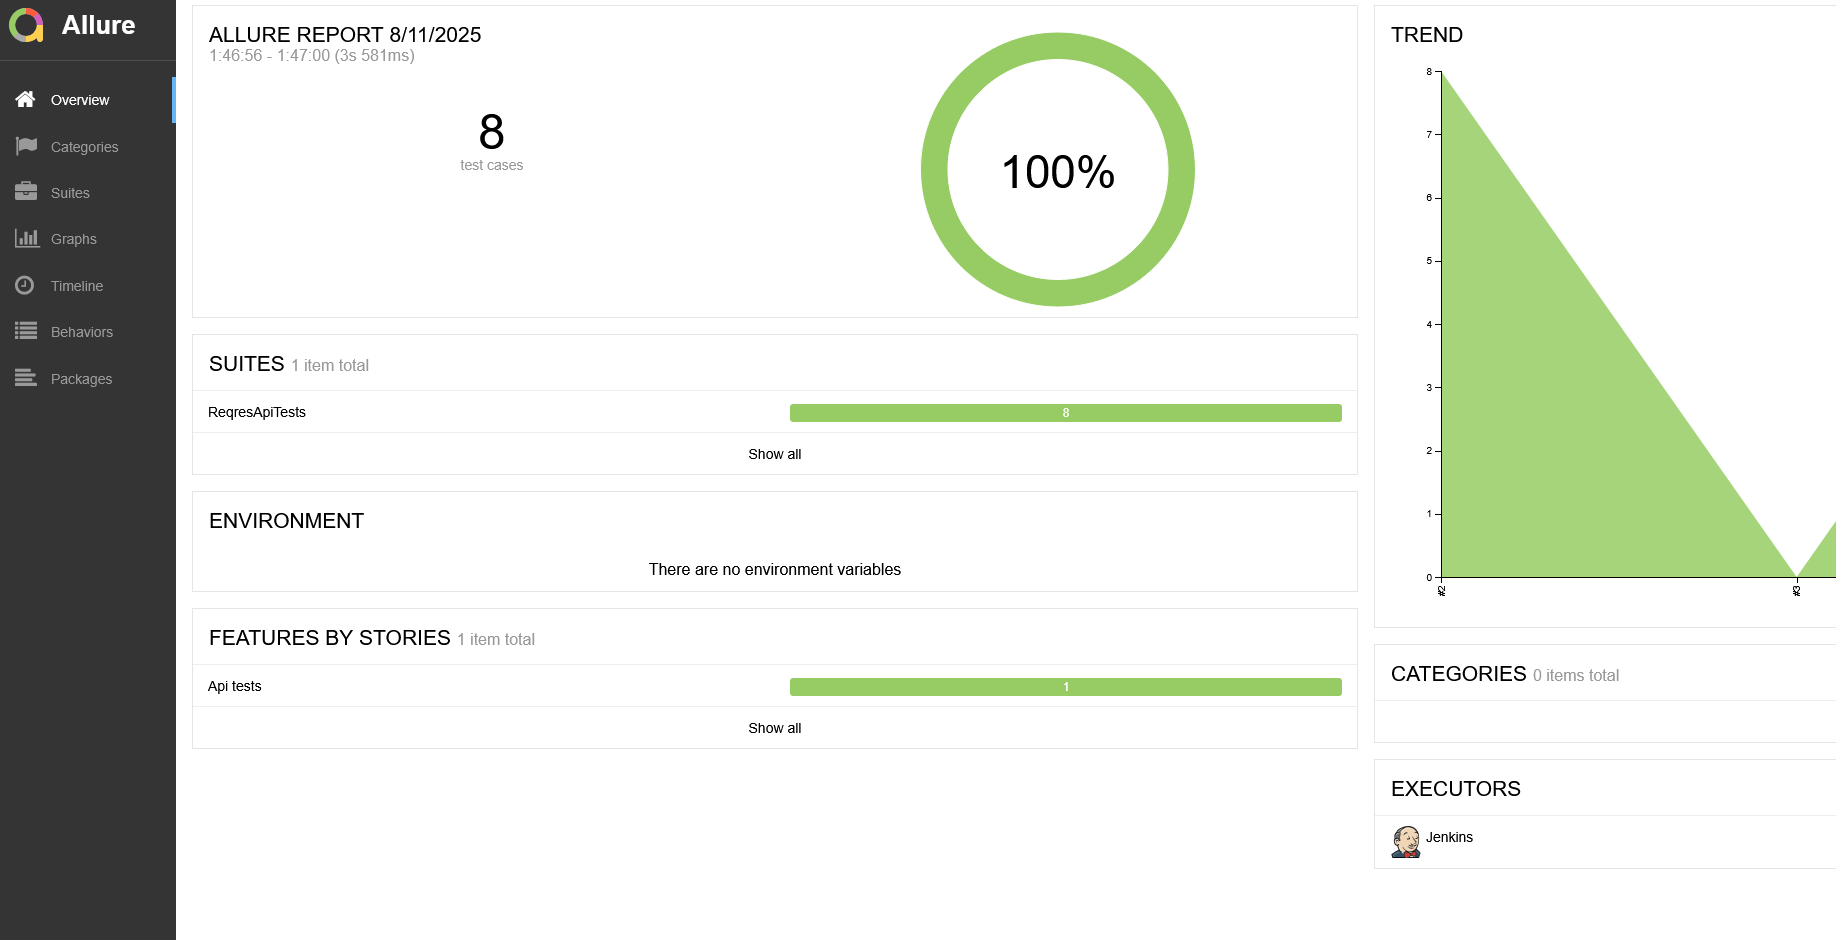 Allure
Overview
Categories
Suites
Graphs
Timeline
Behaviors
Packages
ALLURE REPORT 8/11/2025
1:46:56 - 1:47:00 (3s 581ms)
8
test cases
100%
SUITES 1 item total
ReqresApiTests 8
Show all
ENVIRONMENT
There are no environment variables
FEATURES BY STORIES 1 item total
Api tests 1
Show all
TREND
8
7
6
5
4
3
2
1
0
#2
#3
CATEGORIES 0 items total
EXECUTORS
Jenkins